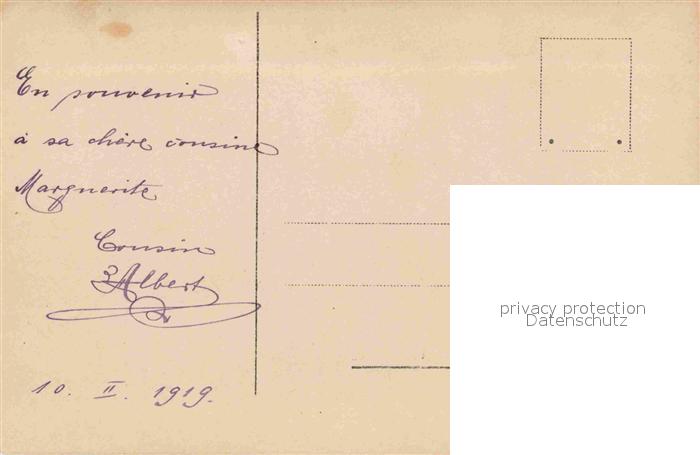 En souvenir
à sa chère cousine
Marguerite
Cousin
Albert
10. II. 1919.
privacy protection
Datenschutz